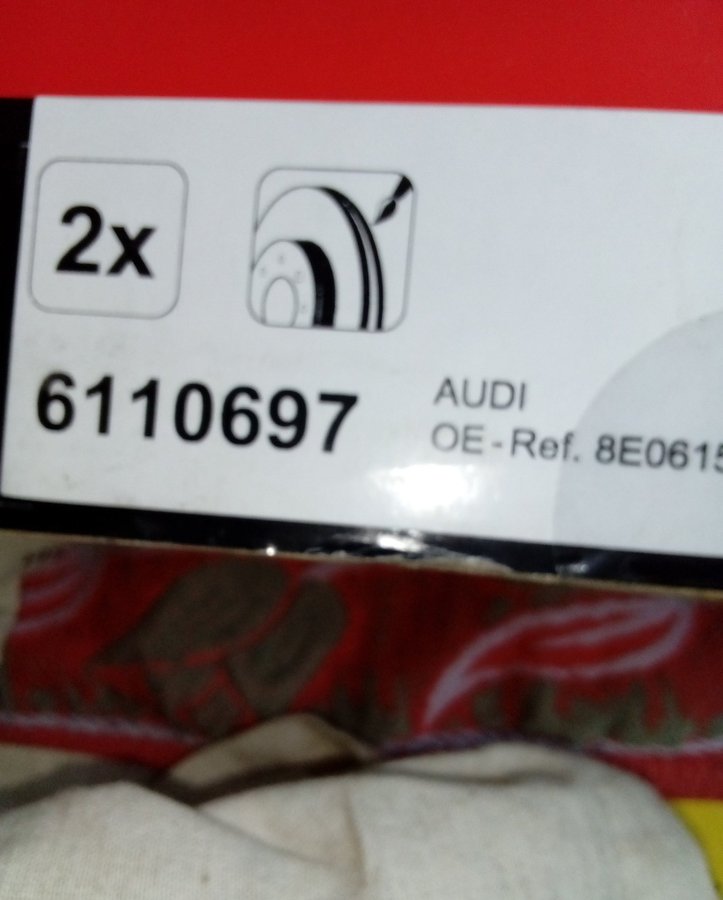 2x
6110697
AUDI
OE-Ref. 8E0615